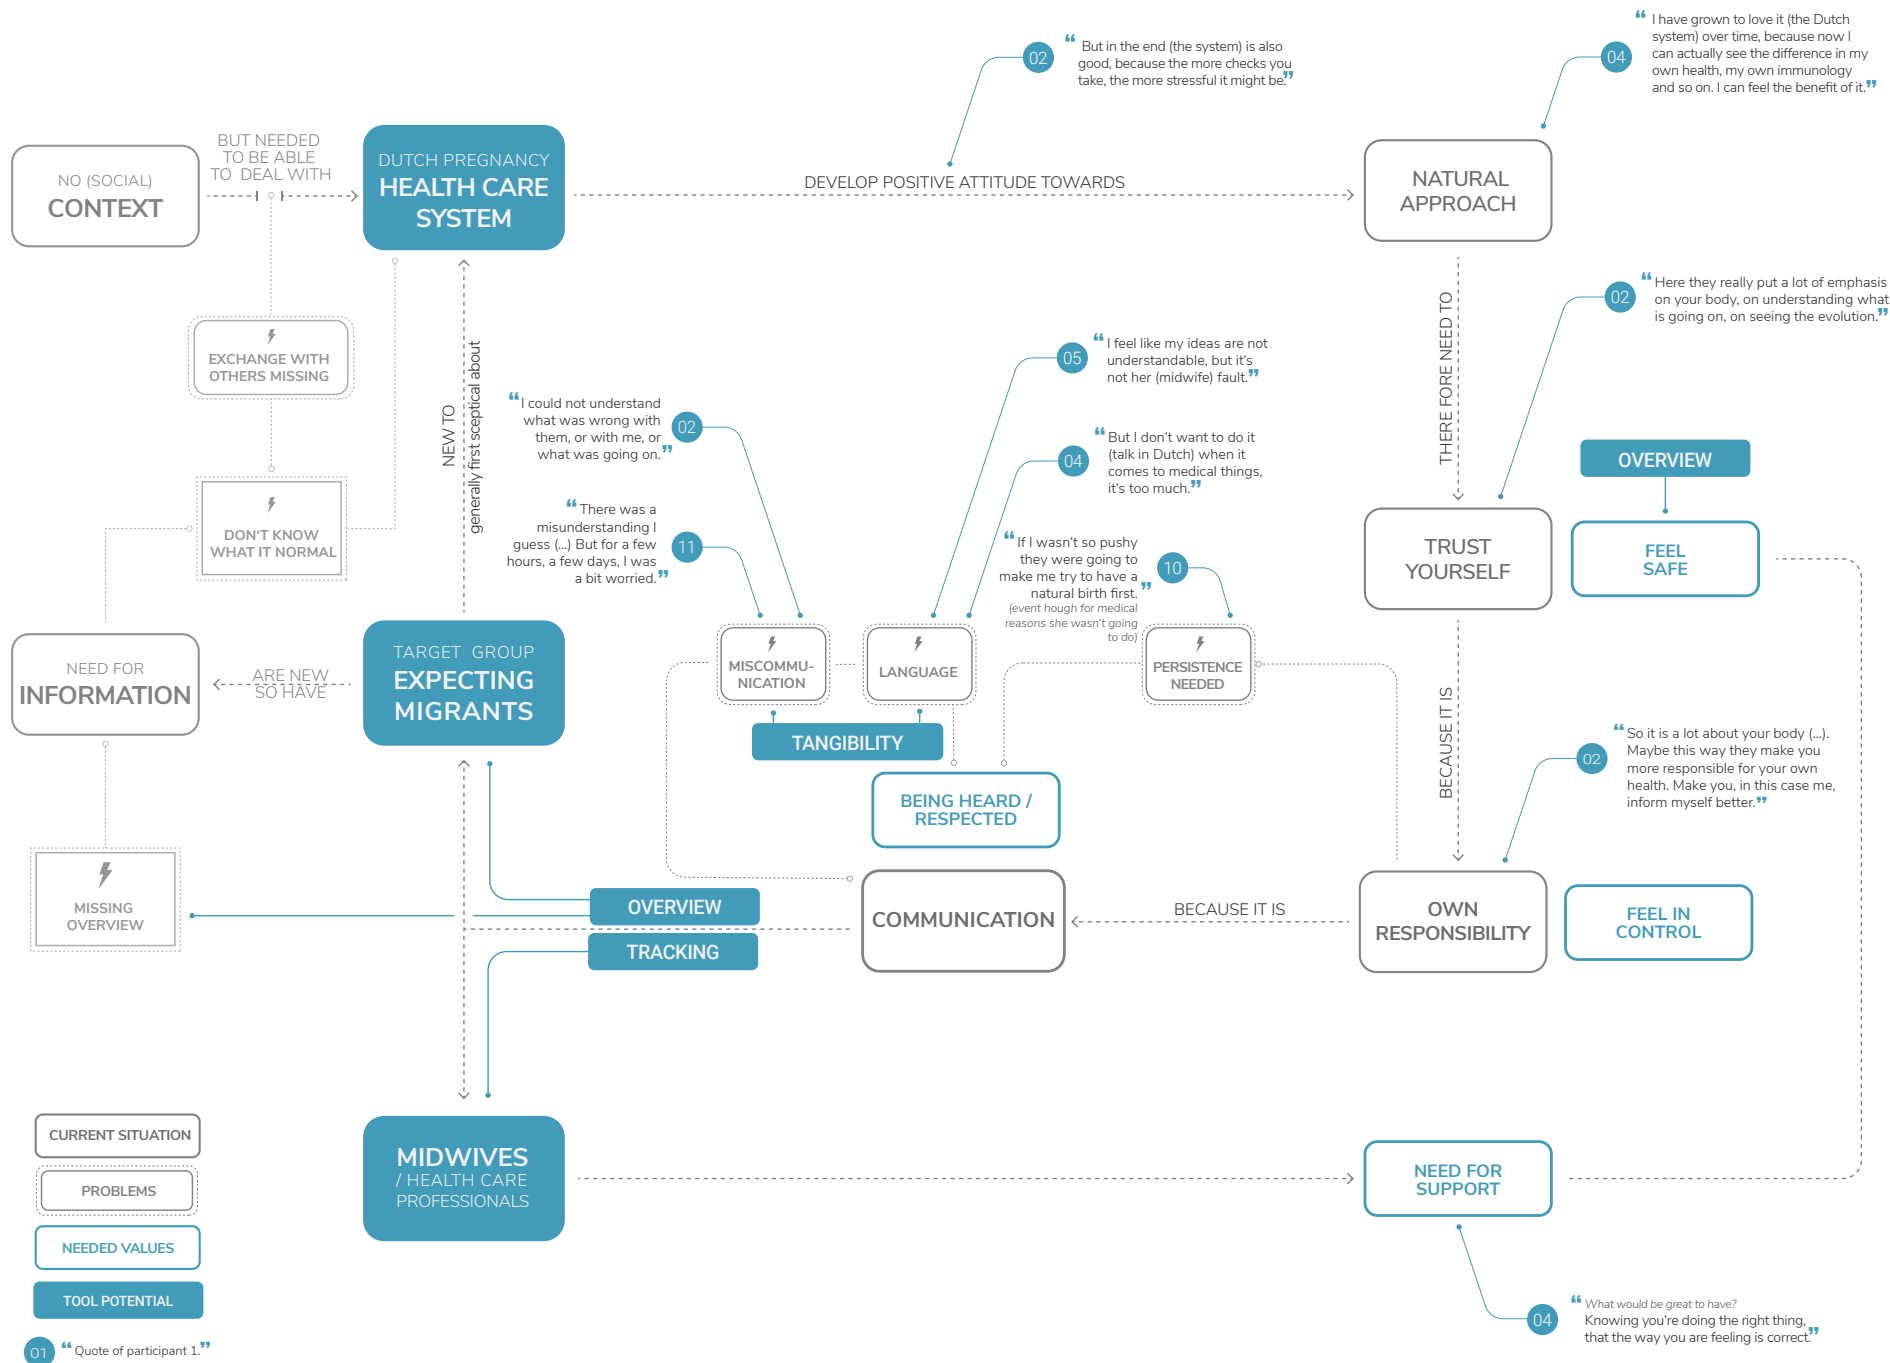 “ But in the end (the system) is also
good, because the more checks you
take, the more stressful it might be.”
02
“ I have grown to love it (the Dutch
system) over time, because now I
can actually see the difference in my
own health, my own immunology
and so on. I can feel the benefit of it.”
04
NO (SOCIAL)
CONTEXT
BUT NEEDED
TO BE ABLE
TO DEAL WITH
DUTCH PREGNANCY
HEALTH CARE
SYSTEM
DEVELOP POSITIVE ATTITUDE TOWARDS
NATURAL
APPROACH
EXCHANGE WITH
OTHERS MISSING
NEW TO
generally first sceptical about
THERE FORE NEED TO
02
“ Here they really put a lot of emphasis
on your body, on understanding what
is going on, on seeing the evolution.”
05
“ I feel like my ideas are not
understandable, but it's
not her (midwife) fault.”
“ I could not understand
what was wrong with
them, or with me, or
what was going on.”
02
04
“ But I don't want to do it
(talk in Dutch) when it
comes to medical things,
it's too much.”
OVERVIEW
DON'T KNOW
WHAT IT NORMAL
“ There was a
misunderstanding I
guess (...) But for a few
hours, a few days, I was
a bit worried.”
11
“ If I wasn't so pushy
they were going to
make me try to have a
natural birth first. ”
(event hough for medical
reasons she wasn't going
to do)
10
TRUST
YOURSELF
FEEL
SAFE
NEED FOR
INFORMATION
ARE NEW
SO HAVE
TARGET GROUP
EXPECTING
MIGRANTS
MISCOMMU-
NICATION
LANGUAGE
PERSISTENCE
NEEDED
TANGIBILITY
BECAUSE IT IS
02
“ So it is a lot about your body (...).
Maybe this way they make you
more responsible for your own
health. Make you, in this case me,
inform myself better.”
BEING HEARD /
RESPECTED
MISSING
OVERVIEW
OVERVIEW
TRACKING
COMMUNICATION
BECAUSE IT IS
OWN
RESPONSIBILITY
FEEL IN
CONTROL
MIDWIVES
/ HEALTH CARE
PROFESSIONALS
NEED FOR
SUPPORT
CURRENT SITUATION
PROBLEMS
NEEDED VALUES
TOOL POTENTIAL
01
“ Quote of participant 1.”
04
“ What would be great to have?
Knowing you're doing the right thing,
that the way you are feeling is correct.”